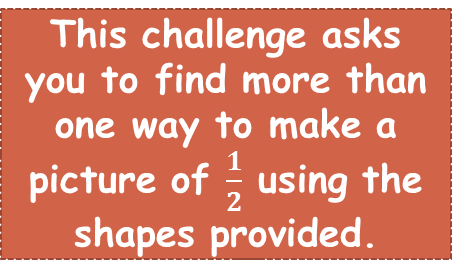 This challenge asks
you to find more than
one way to make a
picture of 1/2 using the
shapes provided.